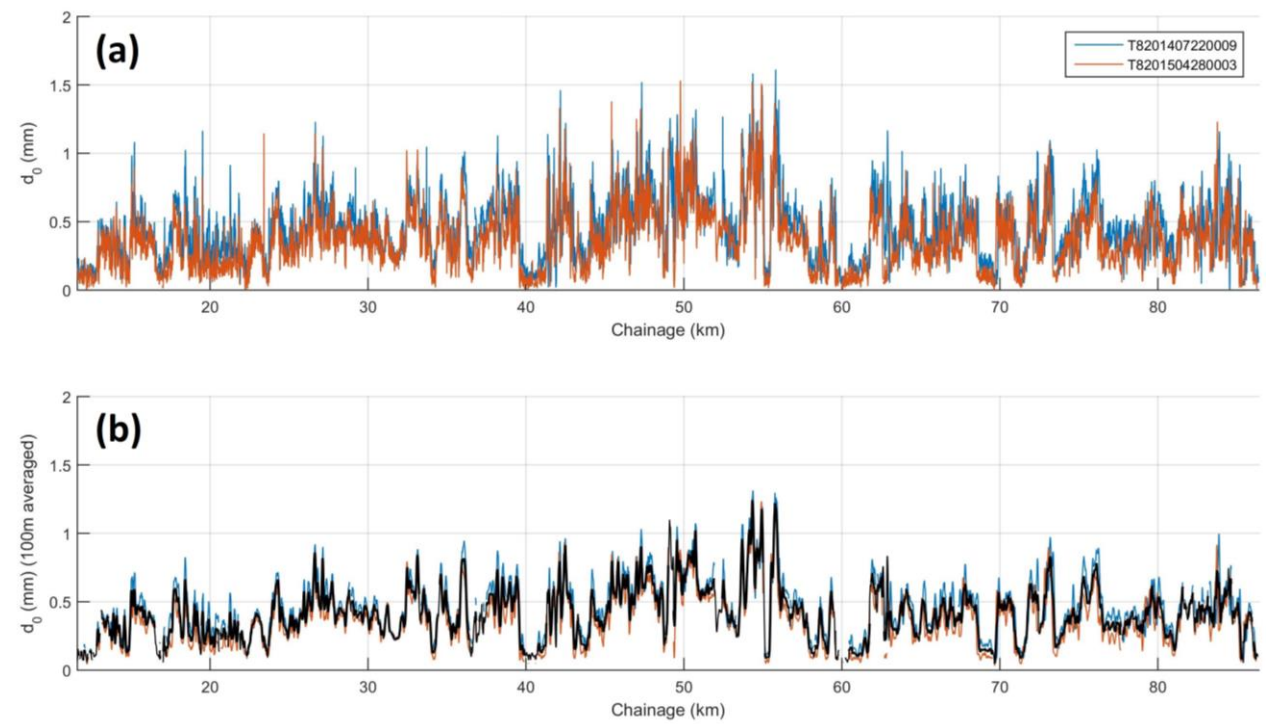 (a)
T8201407220009
T8201504280003
2
1.5
1
0.5
0
d0 (mm)
20 30 40 50 60 70 80
Chainage (km)
(b)
2
1.5
1
0.5
0
d0 (mm) (100m averaged)
20 30 40 50 60 70 80
Chainage (km)